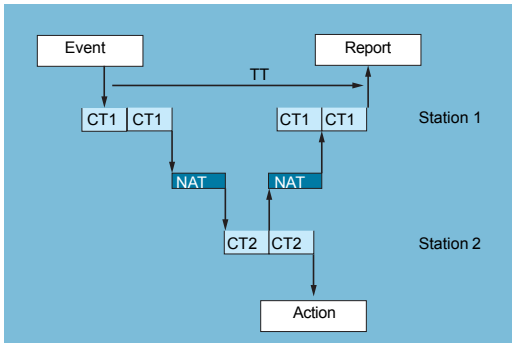 Event
Report
TT
CT1 CT1 CT1 CT1 Station 1
NAT NAT
CT2 CT2 Station 2
Action